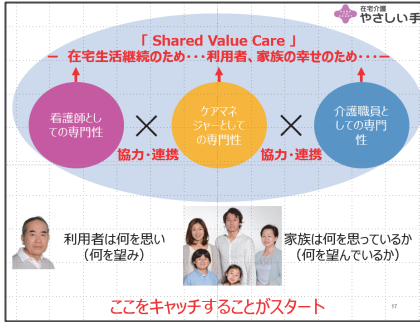 在宅介護
やさしい手
「 Shared Value Care 」
－ 在宅生活継続のため・・・利用者、家族の幸せのため・・・－
看護師とし
ての専門性
×
ケアマネ
ジャーとして
の専門性
×
介護職員と
しての専門
性
協力・連携
協力・連携
利用者は何を思い
（何を望み）
家族は何を思っているか
（何を望んでいるか）
ここをキャッチすることがスタート